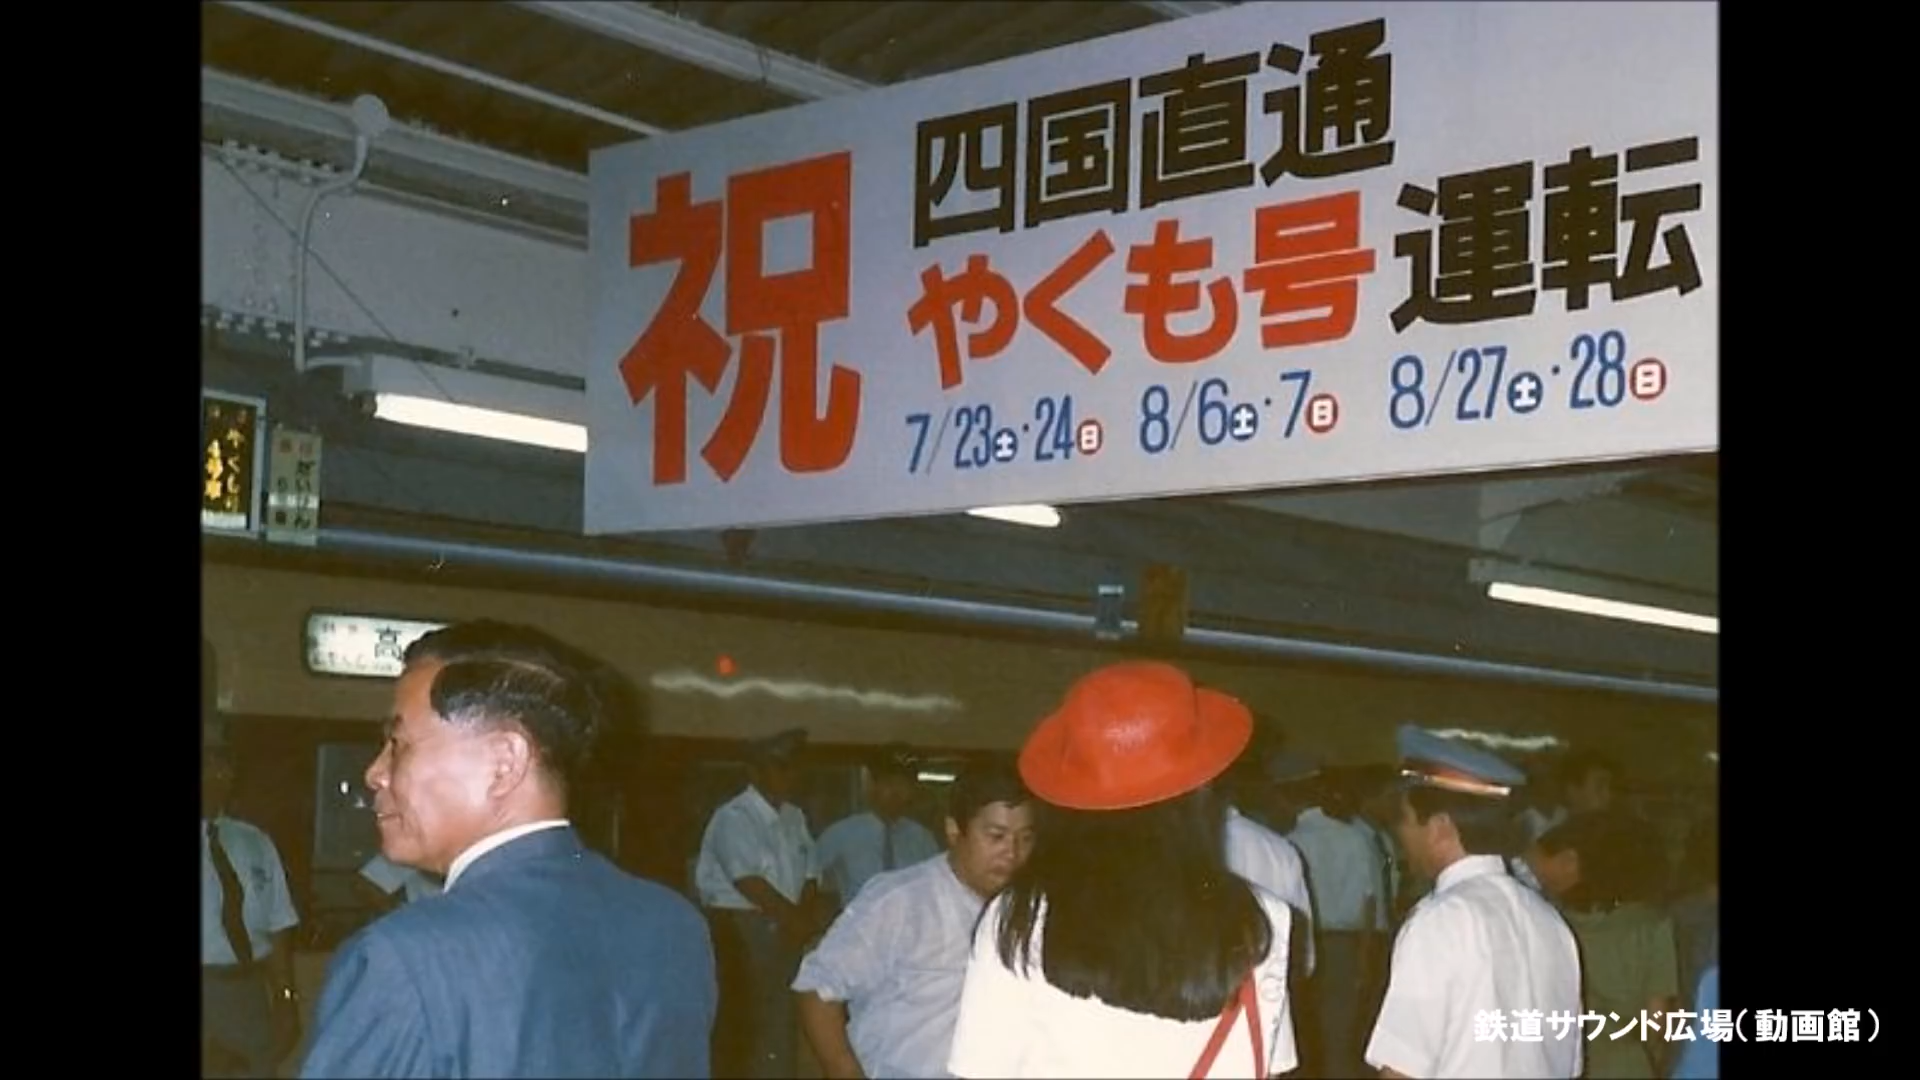 祝
四国直通
やくも号運転
7/23土・24日 8/6土・7日 8/27土・28日
高
鉄道サウンド広場（動画館）